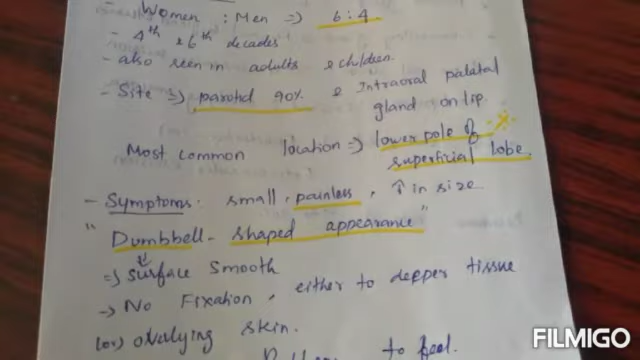 - Women : Men => 6:4
- 4th & 6th decades
- also seen in adults & children.
- Site => parotid 90% & Intraoral palatal
gland on lip.
Most common location => lower pole of
superficial lobe.
- Symptoms: small, painless, ↑ in size
"Dumbbell-shaped appearance"
=> Surface Smooth
-> No Fixation, either to depper tissue
(or) ovalying skin.
to feel.
FILMIGO